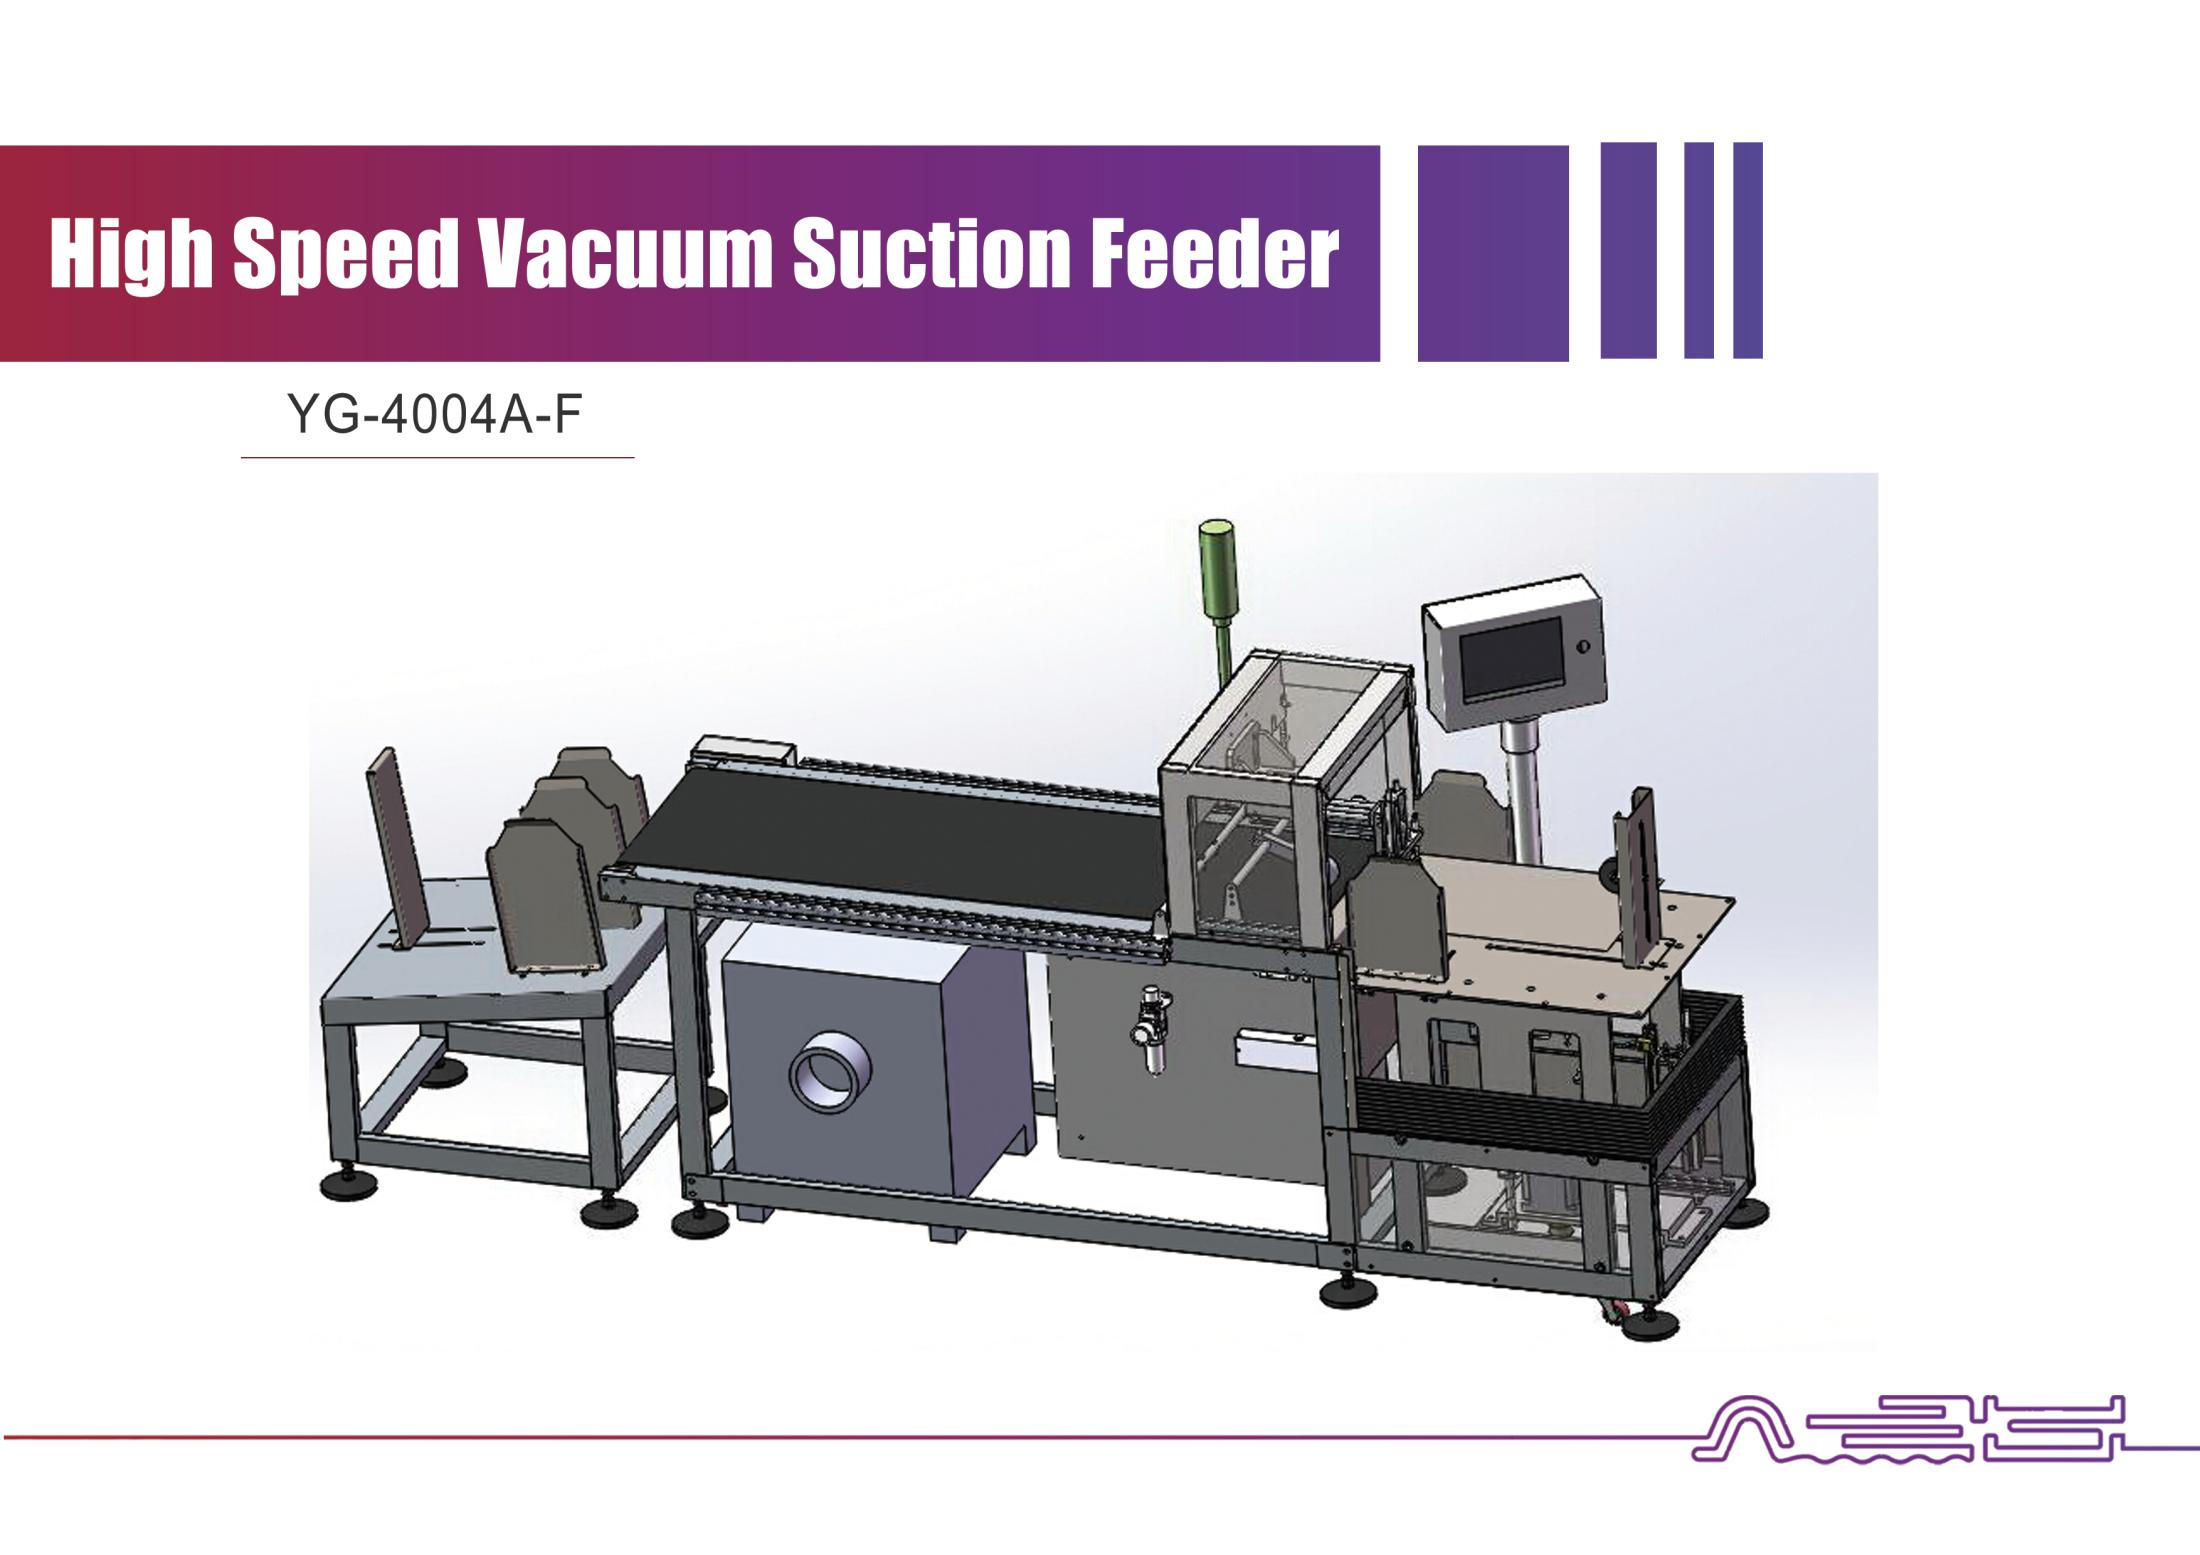 High Speed Vacuum Suction Feeder
YG-4004A-F